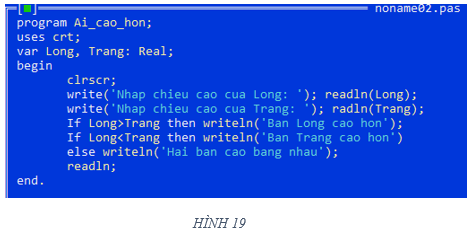 noname02.pas
program Ai_cao_hon;
uses crt;
var Long, Trang: Real;
begin
clrscr;
write('Nhap chieu cao cua Long: '); readln(Long);
write('Nhap chieu cao cua Trang: '); radln(Trang);
If Long>Trang then writeln('Ban Long cao hon');
If Long<Trang then writeln('Ban Trang cao hon')
else writeln('Hai ban cao bang nhau');
readln;
end.
HÌNH 19